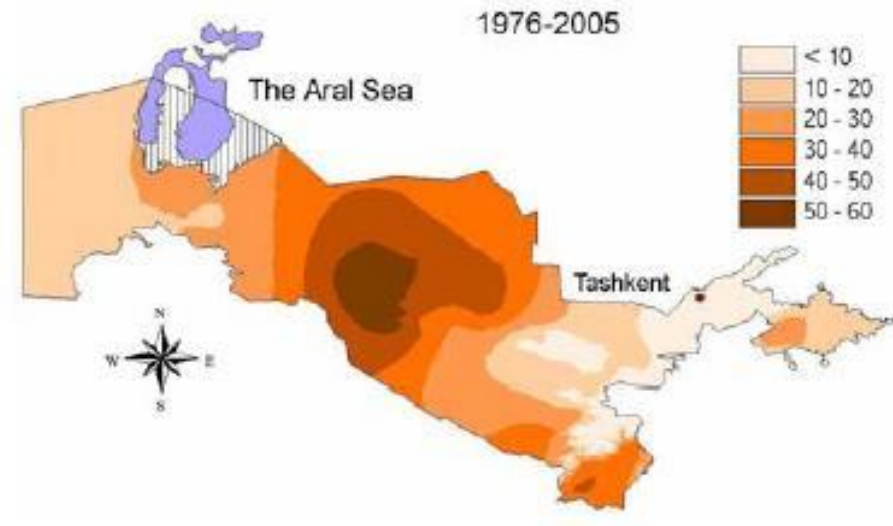 1976-2005
The Aral Sea
< 10
10 - 20
20 - 30
30 - 40
40 - 50
50 - 60
Tashkent
N
W
E
S